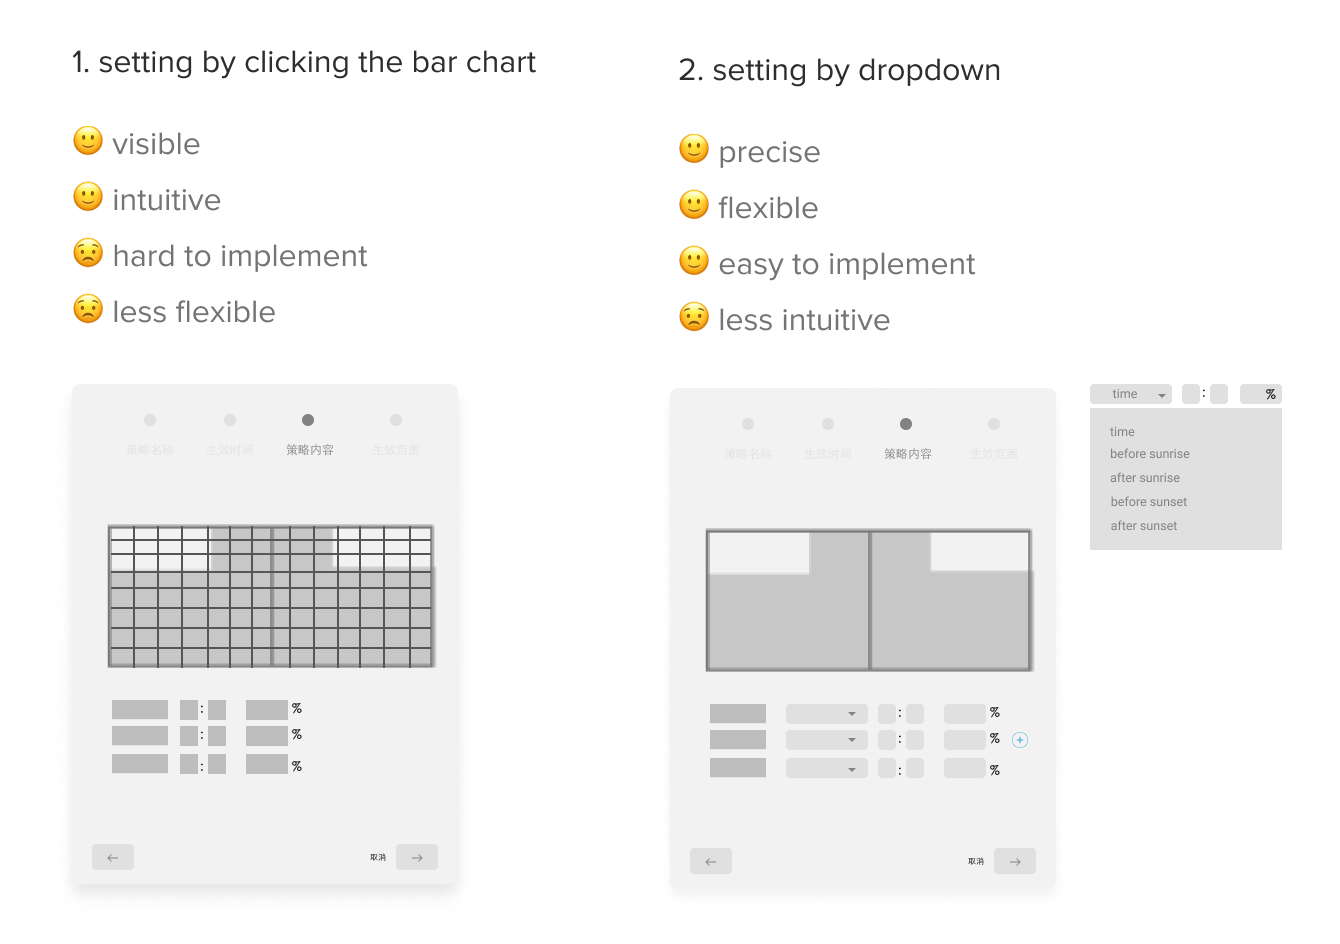 1. setting by clicking the bar chart
visible
intuitive
hard to implement
less flexible
策略名称 生效时间 策略内容 生效范围
: %
: %
: %
← 取消 →
2. setting by dropdown
precise
flexible
easy to implement
less intuitive
策略名称 生效时间 策略内容 生效范围
: %
: % +
: %
← 取消 →
time : %
time
before sunrise
after sunrise
before sunset
after sunset